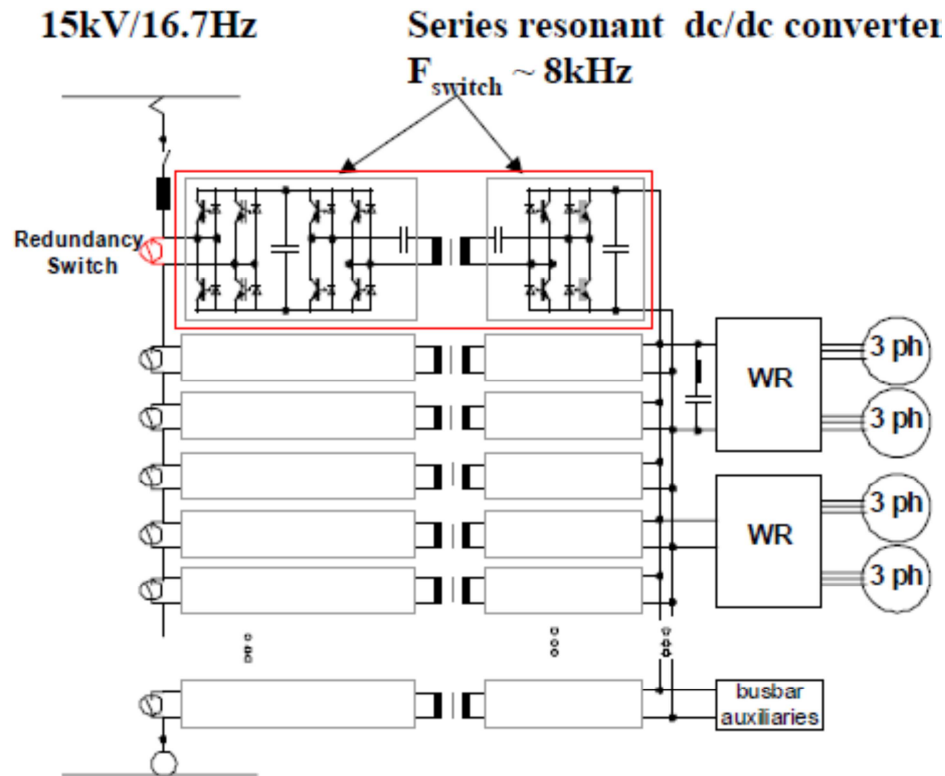 15kV/16.7Hz
Series resonant dc/dc converter
Fswitch ~ 8kHz
Redundancy
Switch
WR
3 ph
3 ph
WR
3 ph
3 ph
busbar
auxiliaries